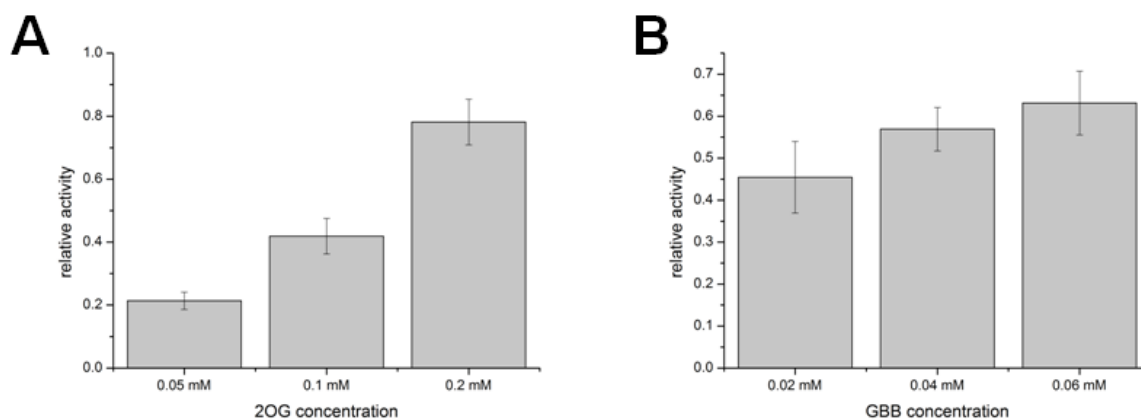 A
relative activity
1.0
0.8
0.6
0.4
0.2
0.0
0.05 mM 0.1 mM 0.2 mM
2OG concentration
B
relative activity
0.7
0.6
0.5
0.4
0.3
0.2
0.1
0.0
0.02 mM 0.04 mM 0.06 mM
GBB concentration